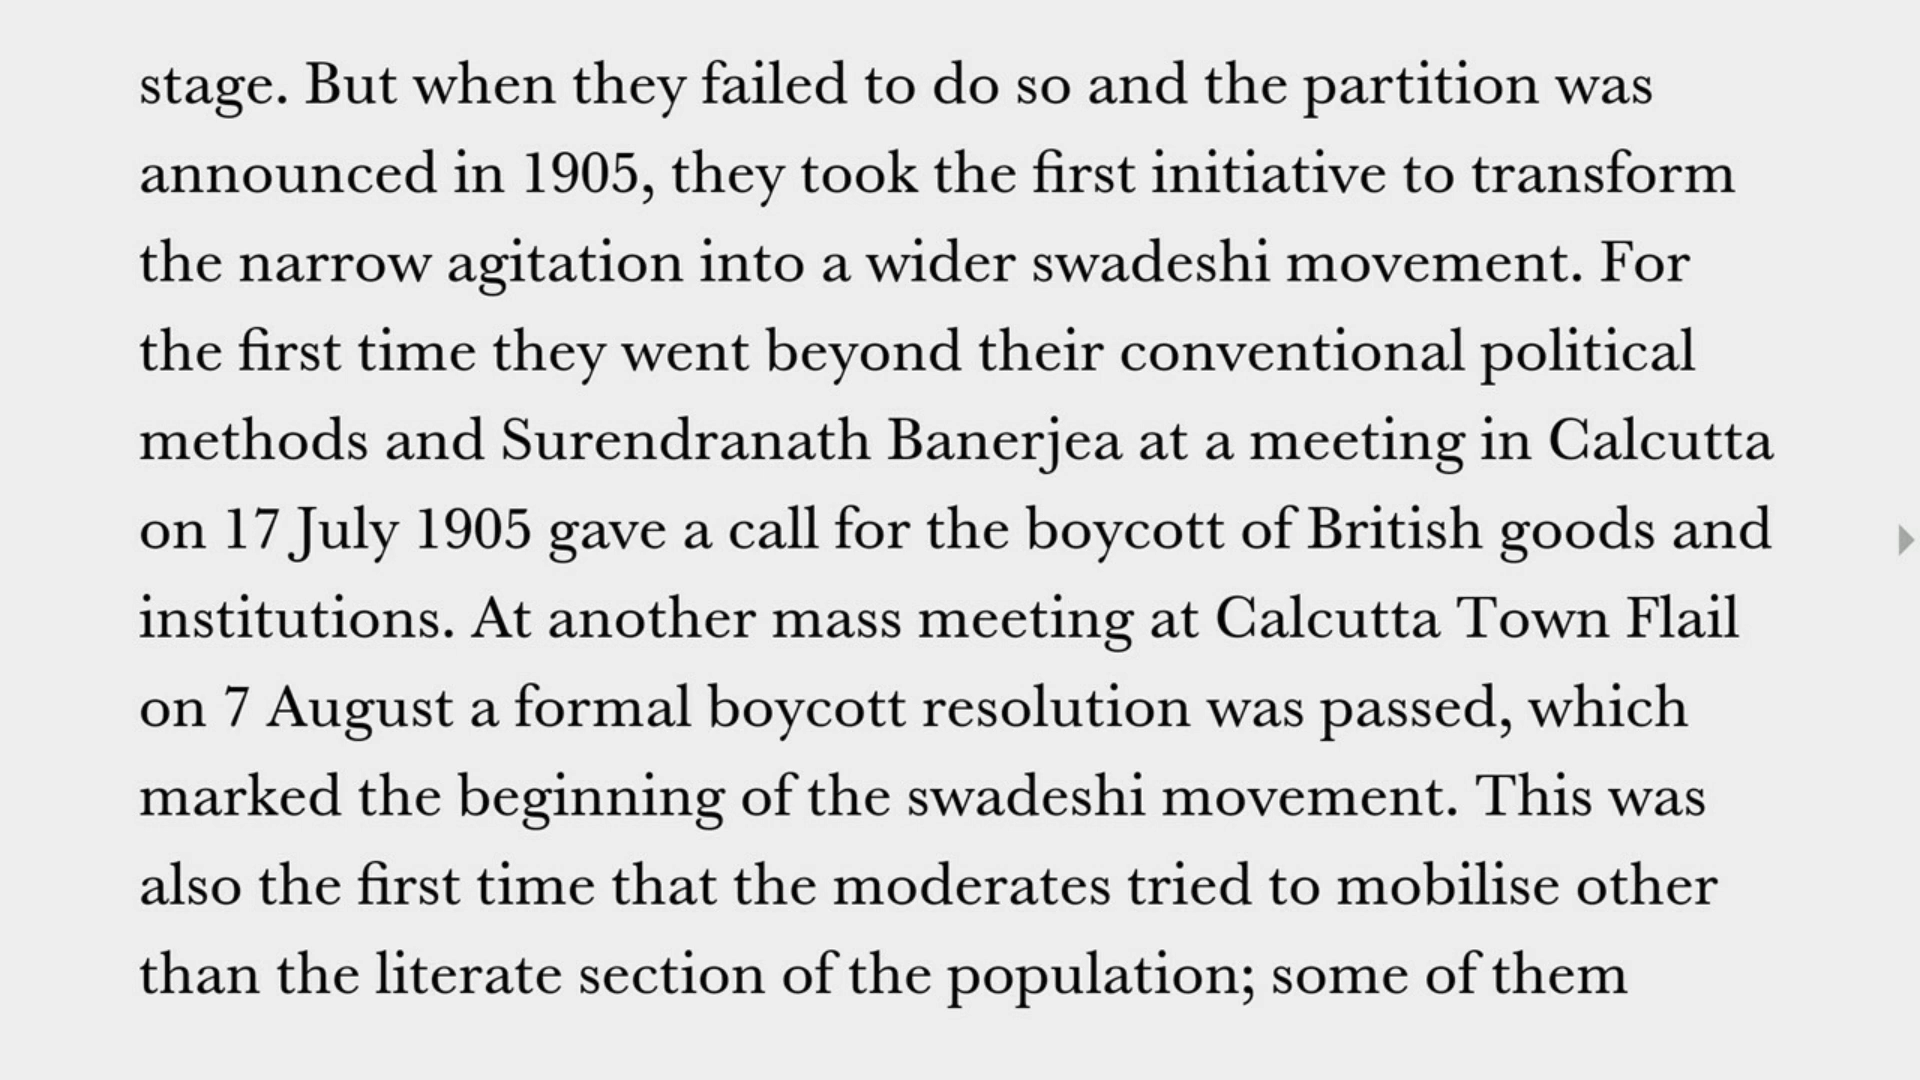 stage. But when they failed to do so and the partition was
announced in 1905, they took the first initiative to transform
the narrow agitation into a wider swadeshi movement. For
the first time they went beyond their conventional political
methods and Surendranath Banerjea at a meeting in Calcutta
on 17 July 1905 gave a call for the boycott of British goods and
institutions. At another mass meeting at Calcutta Town Flail
on 7 August a formal boycott resolution was passed, which
marked the beginning of the swadeshi movement. This was
also the first time that the moderates tried to mobilise other
than the literate section of the population; some of them